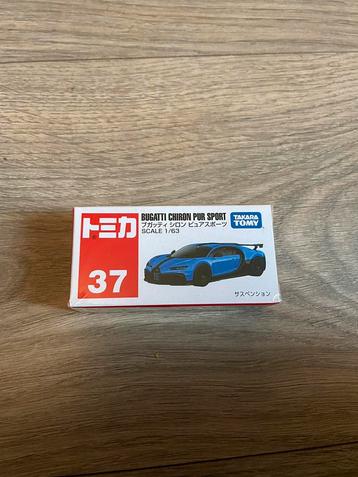 トミカ
37
BUGATTI CHIRON PUR SPORT
ブガッティ シロン ピュアスポーツ
SCALE 1/63
TAKARA
TOMY
サスペンション